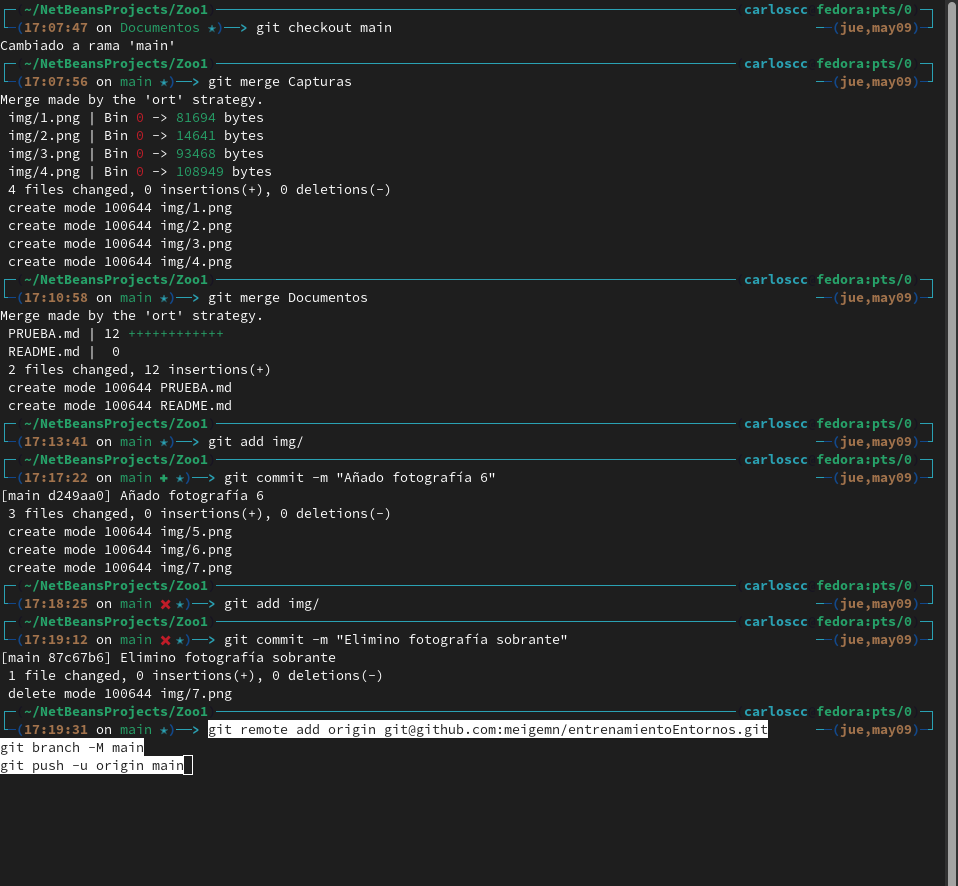 ~/NetBeansProjects/Zoo1 carloscc fedora:pts/0
(17:07:47 on Documentos ★)──> git checkout main (jue,may09)
Cambiado a rama 'main'
~/NetBeansProjects/Zoo1 carloscc fedora:pts/0
(17:07:56 on main ★)──> git merge Capturas (jue,may09)
Merge made by the 'ort' strategy.
img/1.png | Bin 0 -> 81694 bytes
img/2.png | Bin 0 -> 14641 bytes
img/3.png | Bin 0 -> 93468 bytes
img/4.png | Bin 0 -> 108949 bytes
4 files changed, 0 insertions(+), 0 deletions(-)
create mode 100644 img/1.png
create mode 100644 img/2.png
create mode 100644 img/3.png
create mode 100644 img/4.png
~/NetBeansProjects/Zoo1 carloscc fedora:pts/0
(17:10:58 on main ★)──> git merge Documentos (jue,may09)
Merge made by the 'ort' strategy.
PRUEBA.md | 12 ++++++++++++
README.md | 0
2 files changed, 12 insertions(+)
create mode 100644 PRUEBA.md
create mode 100644 README.md
~/NetBeansProjects/Zoo1 carloscc fedora:pts/0
(17:13:41 on main ★)──> git add img/ (jue,may09)
~/NetBeansProjects/Zoo1 carloscc fedora:pts/0
(17:17:22 on main ✚ ★)──> git commit -m "Añado fotografía 6" (jue,may09)
[main d249aa0] Añado fotografía 6
3 files changed, 0 insertions(+), 0 deletions(-)
create mode 100644 img/5.png
create mode 100644 img/6.png
create mode 100644 img/7.png
~/NetBeansProjects/Zoo1 carloscc fedora:pts/0
(17:18:25 on main ✖ ★)──> git add img/ (jue,may09)
~/NetBeansProjects/Zoo1 carloscc fedora:pts/0
(17:19:12 on main ✖ ★)──> git commit -m "Elimino fotografía sobrante" (jue,may09)
[main 87c67b6] Elimino fotografía sobrante
1 file changed, 0 insertions(+), 0 deletions(-)
delete mode 100644 img/7.png
~/NetBeansProjects/Zoo1 carloscc fedora:pts/0
(17:19:31 on main ★)──> git remote add origin git@github.com:meigemn/entrenamientoEntornos.git (jue,may09)
git branch -M main
git push -u origin main